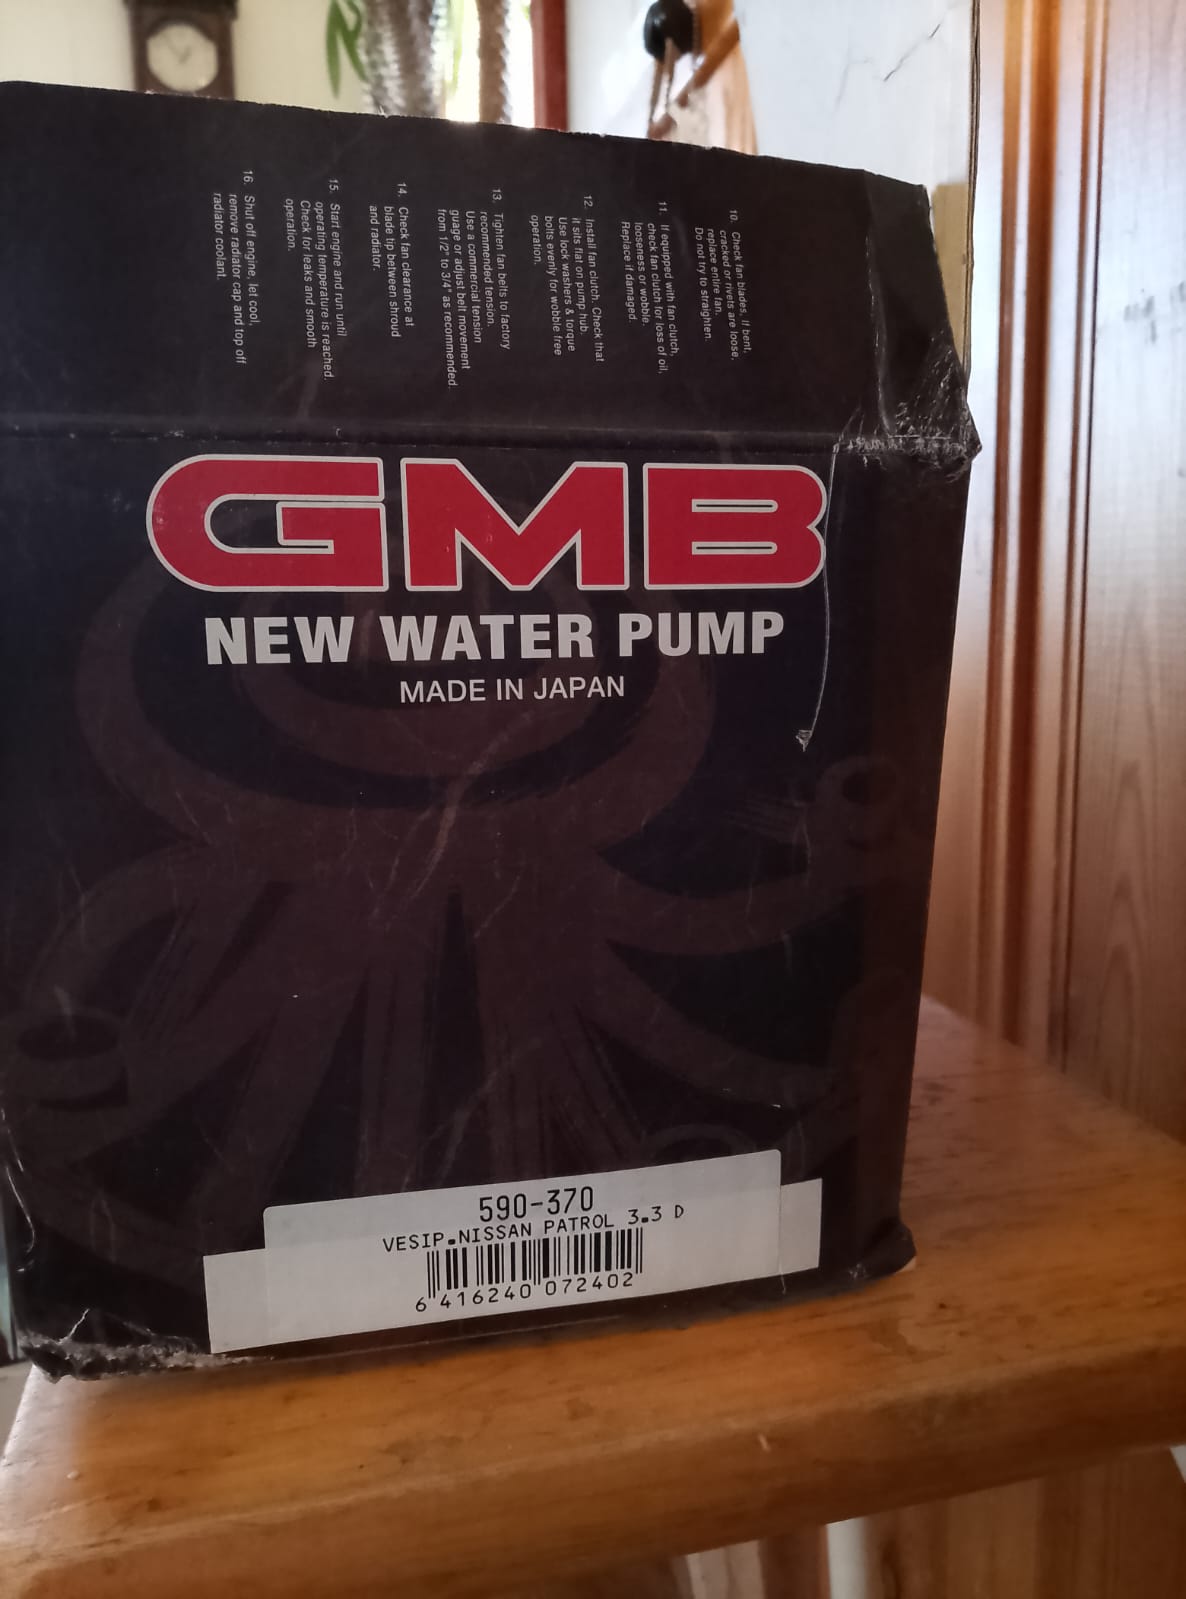 10. Check fan blades. If bent,
cracked or rivets are loose,
replace entire fan.
Do not try to straighten.
11. If equipped with fan clutch,
check fan clutch for loss of oil,
looseness or wobble.
Replace if damaged.
12. Install fan clutch. Check that
it sits flat on pump hub.
Use lock washers & torque
bolts evenly for wobble free
operation.
13. Tighten fan belts to factory
recommended tension.
Use a commercial tension
guage or adjust belt movement
from 1/2" to 3/4" as recommended.
14. Check fan clearance at
blade tip between shroud
and radiator.
15. Start engine and run until
operating temperature is reached.
Check for leaks and smooth
operation.
16. Shut off engine, let cool,
remove radiator cap and top off
radiator coolant.
GMB
NEW WATER PUMP
MADE IN JAPAN
590-370
VESIP.NISSAN PATROL 3.3 D
6 416240 072402